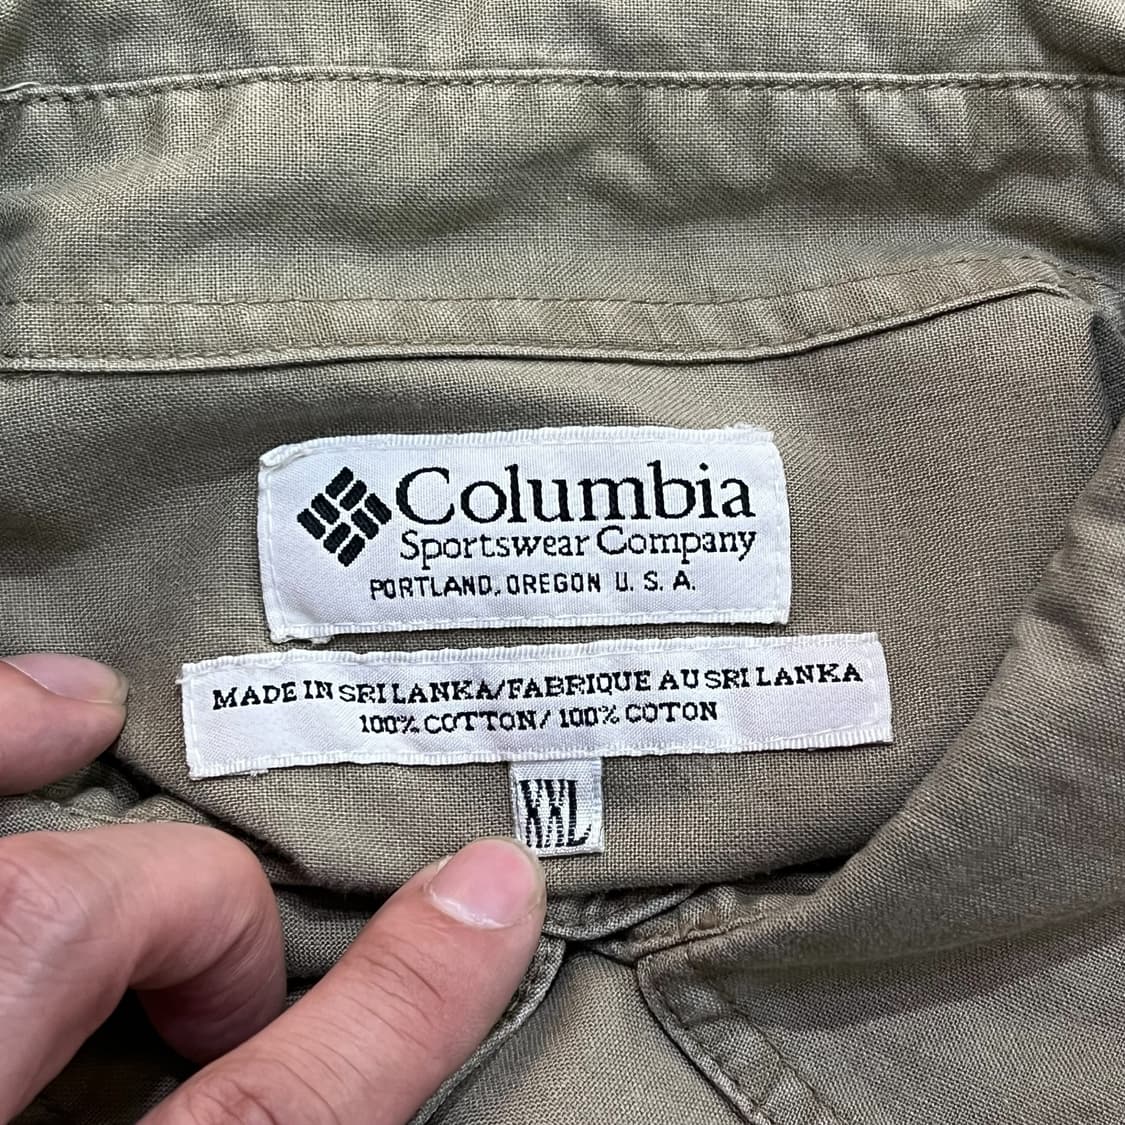 Columbia
Sportswear Company
PORTLAND, OREGON U. S. A.
MADE IN SRI LANKA/FABRIQUE AU SRI LANKA
100% COTTON/ 100% COTON
XXL